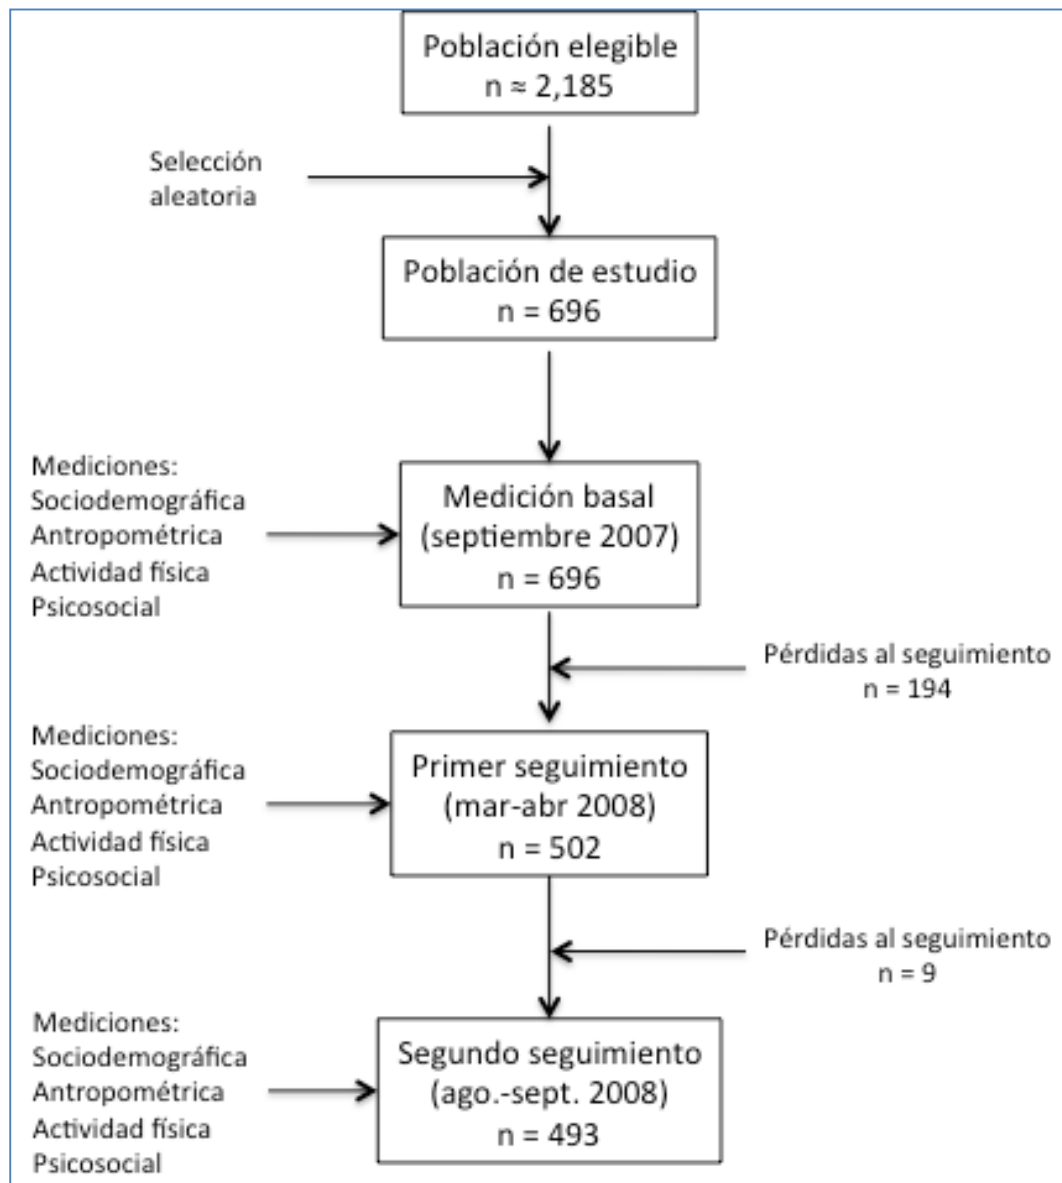 Población elegible
n ≈ 2,185
Selección
aleatoria
Población de estudio
n = 696
Mediciones:
Sociodemográfica
Antropométrica
Actividad física
Psicosocial
Medición basal
(septiembre 2007)
n = 696
Pérdidas al seguimiento
n = 194
Mediciones:
Sociodemográfica
Antropométrica
Actividad física
Psicosocial
Primer seguimiento
(mar-abr 2008)
n = 502
Pérdidas al seguimiento
n = 9
Mediciones:
Sociodemográfica
Antropométrica
Actividad física
Psicosocial
Segundo seguimiento
(ago.-sept. 2008)
n = 493